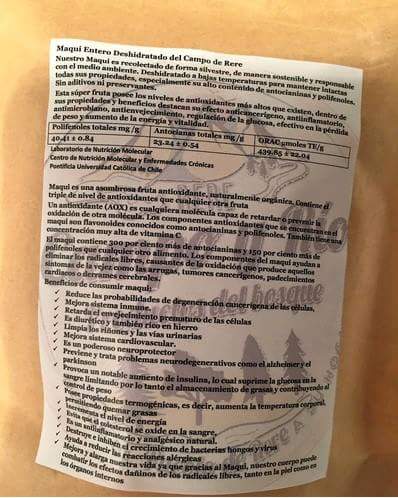 Maqui Entero Deshidratado del Campo de Rere
Nuestro Maqui es recolectado de forma silvestre, de manera sostenible y responsable
con el medio ambiente. Deshidratado a bajas temperaturas para mantener intactas
todas sus propiedades, especialmente su alto contenido de antocianinas y polifenoles.
Sin aditivos ni preservantes.
Esta súper fruta posee los niveles de antioxidantes más altos que existen, dentro de
sus propiedades y beneficios destacan su efecto anticancerígena, antiinflamatorio,
antimicrobiano, antienvejecimiento, regulación de la glucosa, efectivo en la pérdida
de peso y aumento de la energía y vitalidad.
Polifenoles totales mg /g Antocianas totales mg /g ORAC µmoles TE/g
40.41 ± 0.84 23-24 ± 0.54 439.85 ± 22.04
Laboratorio de Nutrición Molecular
Centro de Nutrición Molecular y Enfermedades Crónicas
Pontificia Universidad Católica de Chile
RERE
Maqui es una asombrosa fruta antioxidante, naturalmente orgánica. Contiene el
triple de nivel de antioxidantes que cualquier otra fruta.
Un antioxidante (AOX) es cualquiera molécula capaz de retardar o prevenir la
oxidación de otra molécula. Los componentes antioxidantes que se encuentran en el
maqui son flavonoides conocidos como antocianinas y polifenoles. También tiene una
concentración muy alta de vitamina C
El maqui contiene 300 por ciento más de antocianinas y 150 por ciento más de
polifenoles que cualquier otro alimento. Los componentes del maqui ayudan a
eliminar los radicales libres, causantes de la oxidación que produce aquellos
síntomas de la vejez como las arrugas, tumores cancerígenos, padecimientos
cardiacos o derrames cerebrales.
del bosque
Beneficios de consumir maqui:
Reduce las probabilidades de degeneración cancerígena de las células,
Mejora sistema inmune.
Retarda el envejecimiento prematuro de las células
Es diurético y también rico en hierro
Limpia los riñones y las vías urinarias
Mejora sistema cardiovascular.
Es un poderoso neuroprotector
Previene y trata problemas neurodegenerativos como el alzheimer y el
parkinson
Provoca un notable aumento de insulina, lo cual suprime la glucosa en la
sangre limitando por lo tanto el almacenamiento de grasas y contribuyendo al
control de peso
Posee propiedades termogénicas, es decir, aumenta la temperatura corporal,
permitiendo quemar grasas
Incrementa el nivel de energía
Evita que el colesterol se oxide en la sangre,
Es un antiinflamatorio y analgésico natural.
Destruye e inhiben el crecimiento de bacterias hongos y virus
Ayuda a reducir las reacciones alérgicas
Mejora y alarga nuestra vida ya que gracias al Maqui, nuestro cuerpo puede
combatir los efectos dañinos de los radicales libres, tanto en la piel como en
los órganos internos